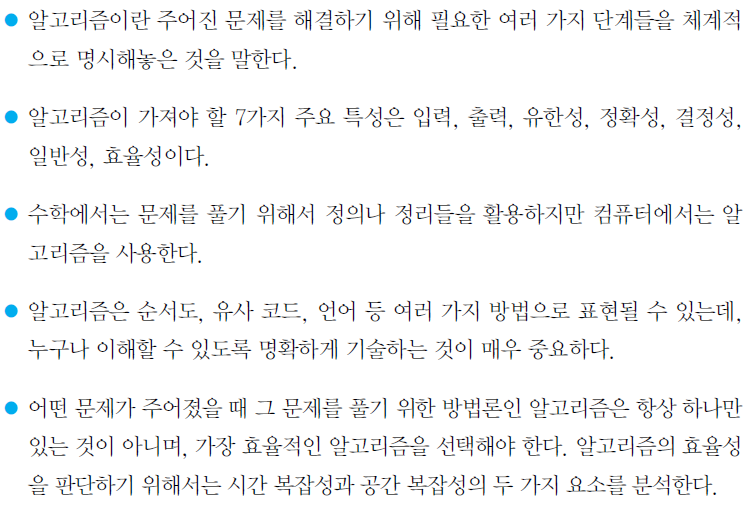 ● 알고리즘이란 주어진 문제를 해결하기 위해 필요한 여러 가지 단계들을 체계적
으로 명시해놓은 것을 말한다.
● 알고리즘이 가져야 할 7가지 주요 특성은 입력, 출력, 유한성, 정확성, 결정성,
일반성, 효율성이다.
● 수학에서는 문제를 풀기 위해서 정의나 정리들을 활용하지만 컴퓨터에서는 알
고리즘을 사용한다.
● 알고리즘은 순서도, 유사 코드, 언어 등 여러 가지 방법으로 표현될 수 있는데,
누구나 이해할 수 있도록 명확하게 기술하는 것이 매우 중요하다.
● 어떤 문제가 주어졌을 때 그 문제를 풀기 위한 방법론인 알고리즘은 항상 하나만
있는 것이 아니며, 가장 효율적인 알고리즘을 선택해야 한다. 알고리즘의 효율성
을 판단하기 위해서는 시간 복잡성과 공간 복잡성의 두 가지 요소를 분석한다.